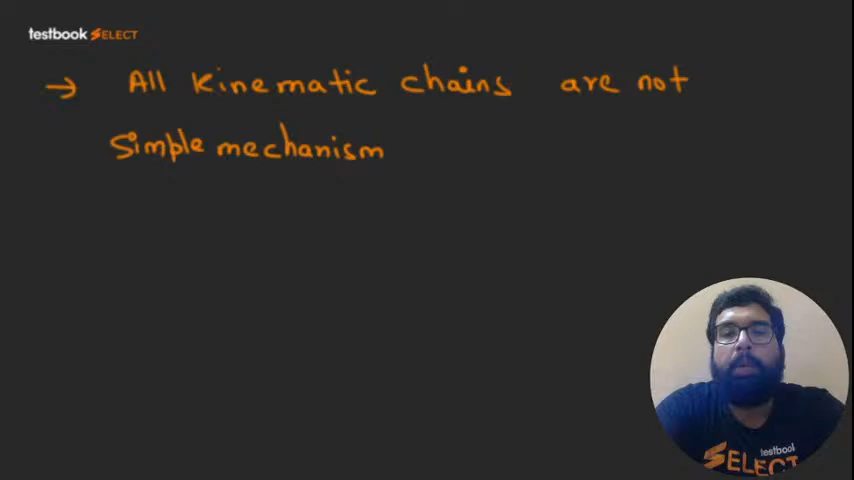 testbook SELECT
→ All Kinematic chains are not
Simple mechanism
testbook
SELECT